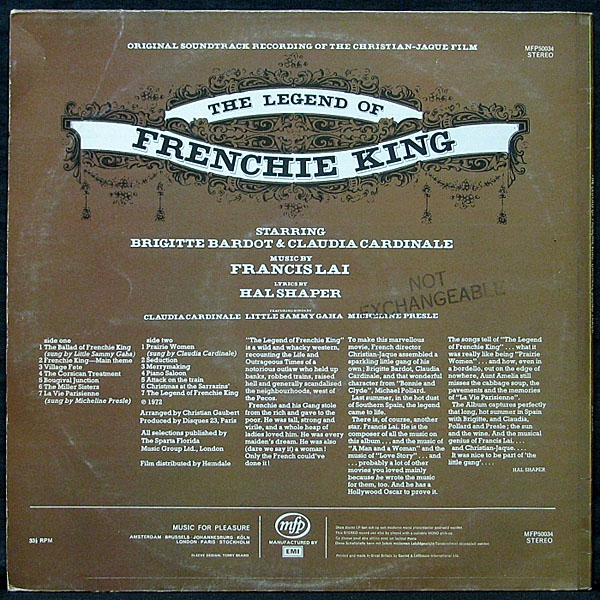 ORIGINAL SOUNDTRACK RECORDING OF THE CHRISTIAN-JAQUE FILM
MFP50034
STEREO
THE LEGEND OF
FRENCHIE KING
STARRING
BRIGITTE BARDOT & CLAUDIA CARDINALE
MUSIC BY
FRANCIS LAI
LYRICS BY
HAL SHAPER
NOT
EXCHANGEABLE
CLAUDIA CARDINALE LITTLE SAMMY GAHA MICHELINE PRESLE
side one
1 The Ballad of Frenchie King
(sung by Little Sammy Gaha)
2 Frenchie King—Main theme
3 Village Fete
4 The Corsican Treatment
5 Bougival Junction
6 The Miller Sisters
7 La Vie Parisienne
(sung by Micheline Presle)
side two
1 Prairie Women
(sung by Claudia Cardinale)
2 Seduction
3 Merrymaking
4 Piano Saloon
5 Attack on the train
6 Christmas at the Sarrazins'
7 The Legend of Frenchie King
℗ 1972
Arranged by Christian Gaubert
Produced by Disques 23, Paris
All selections published by
The Sparta Florida
Music Group Ltd., London
Film distributed by Hemdale
"The Legend of Frenchie King"
is a wild and whacky western,
recounting the Life and
Outrageous Times of a
notorious outlaw who held up
banks, robbed trains, raised
hell and generally scandalised
the neighbourhoods, west of
the Pecos.
Frenchie and his Gang stole
from the rich and gave to the
poor. He was tall, strong and
virile, and a whole heap of
ladies loved him. He was every
maiden's dream. He was also
(dare we say it) a woman!
Only the French could've
done it!
To make this marvellous
movie, French director
Christian-Jacque assembled a
sparkling little gang of his
own: Brigitte Bardot, Claudia
Cardinale, and that wonderful
character from "Bonnie and
Clyde", Michael Pollard.
Last summer, in the hot dust
of Southern Spain, the legend
came to life.
There is, of course, another
star. Francis Lai. He is the
composer of all the music on
this album . . . and the music of
"A Man and a Woman" and the
music of "Love Story" . . . and
. . . probably a lot of other
movies you loved mainly
because he wrote the music
for them, too. And he has a
Hollywood Oscar to prove it.
The songs tell of "The Legend
of Frenchie King" . . . what it
was really like being "Prairie
Women" . . . and how, even in
a bordello, out on the edge of
nowhere, Aunt Amelia still
misses the cabbage soup, the
pavements and the memories
of "La Vie Parisienne".
The Album captures perfectly
that long, hot summer in Spain
with Brigitte, and Claudia,
Pollard and Presle; the sun
and the wine. And the musical
genius of Francis Lai. . .
and Christian-Jacque. . . .
It was nice to be part of 'the
little gang'. . . .
HAL SHAPER
33⅓ RPM
MUSIC FOR PLEASURE
AMSTERDAM · BRUSSELS · JOHANNESBURG · KÖLN
LONDON · PARIS · STOCKHOLM
SLEEVE DESIGN: TERRY BRAND
mfp
MANUFACTURED BY
EMI
MFP50034
STEREO